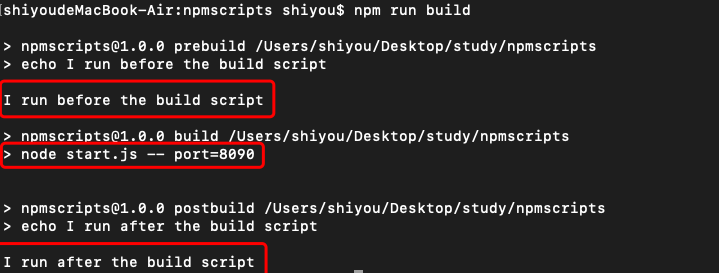 shiyoudeMacBook-Air:npmscripts shiyou$ npm run build
> npmscripts@1.0.0 prebuild /Users/shiyou/Desktop/study/npmscripts
> echo I run before the build script
I run before the build script
> npmscripts@1.0.0 build /Users/shiyou/Desktop/study/npmscripts
> node start.js -- port=8090
> npmscripts@1.0.0 postbuild /Users/shiyou/Desktop/study/npmscripts
> echo I run after the build script
I run after the build script